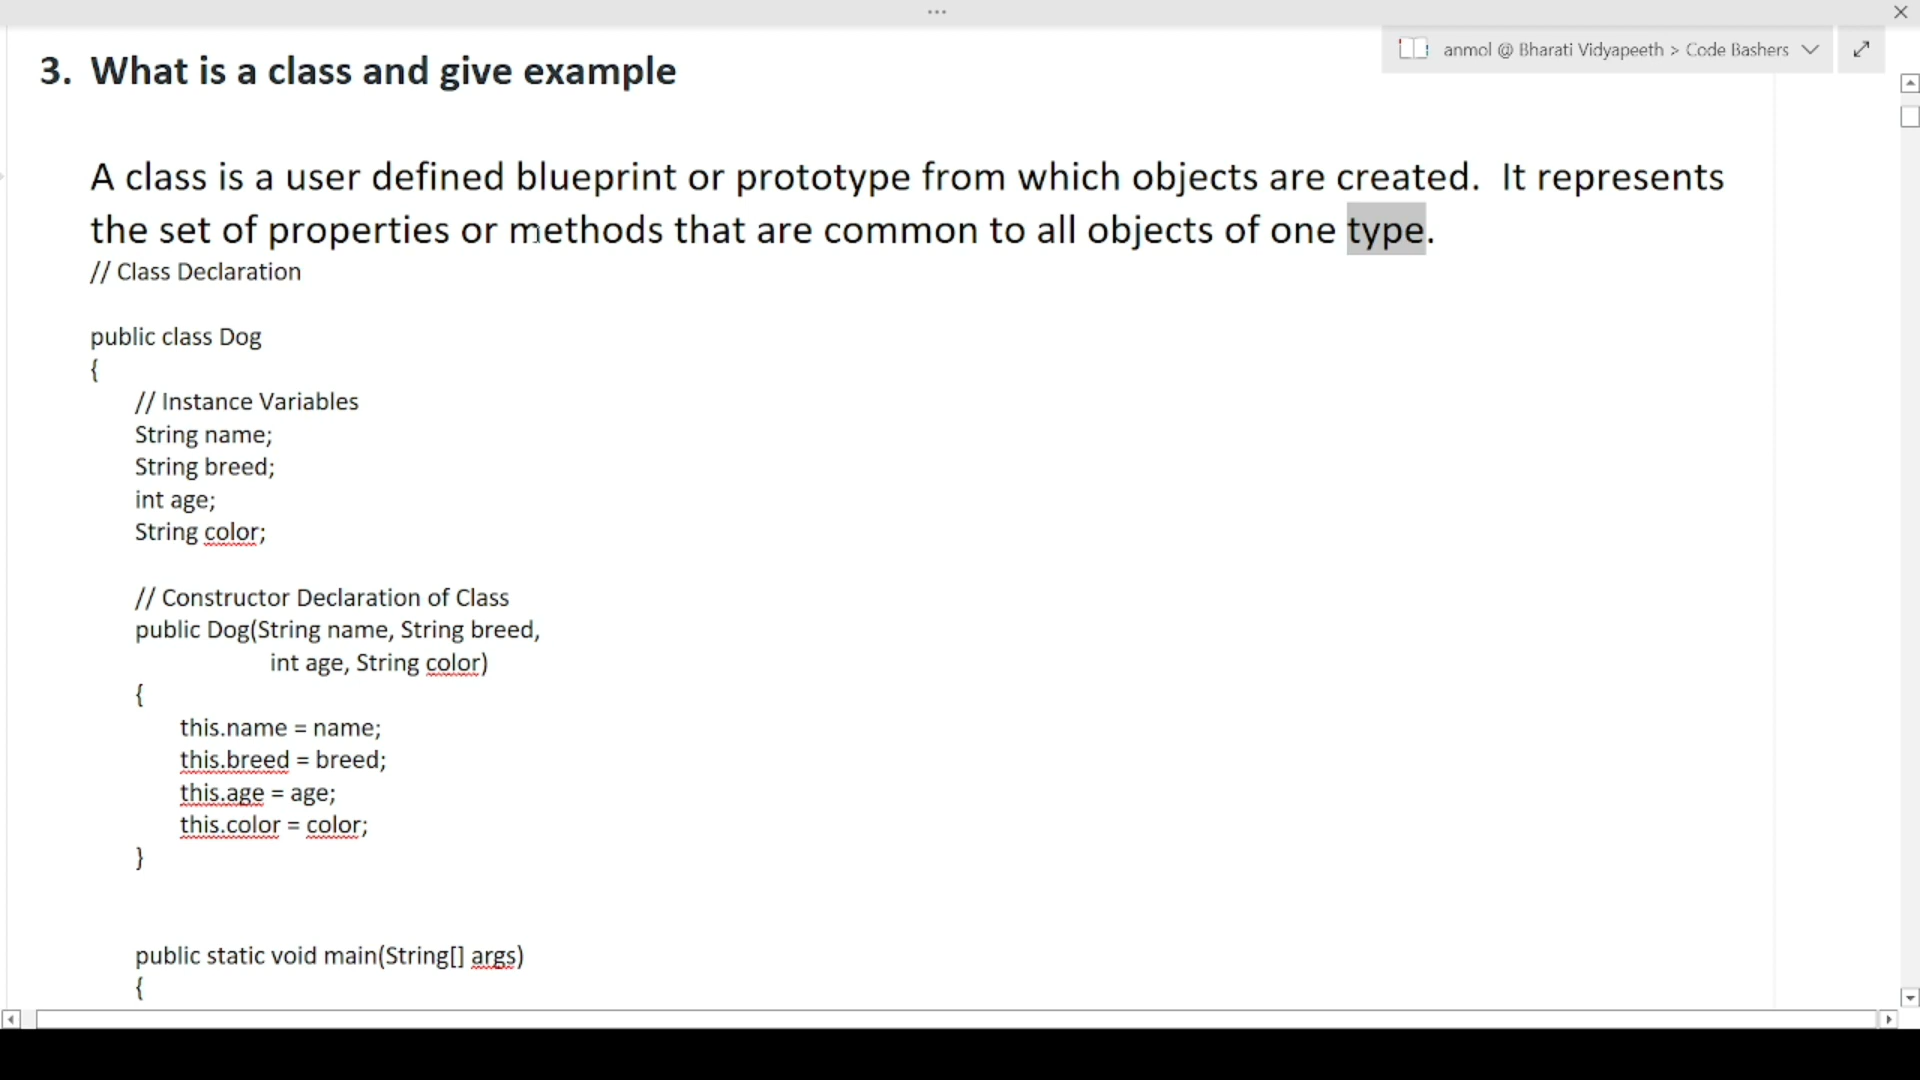 anmol @ Bharati Vidyapeeth > Code Bashers
3. What is a class and give example
A class is a user defined blueprint or prototype from which objects are created.  It represents
the set of properties or methods that are common to all objects of one type.
// Class Declaration
public class Dog
{
// Instance Variables
String name;
String breed;
int age;
String color;
// Constructor Declaration of Class
public Dog(String name, String breed,
int age, String color)
{
this.name = name;
this.breed = breed;
this.age = age;
this.color = color;
}
public static void main(String[] args)
{